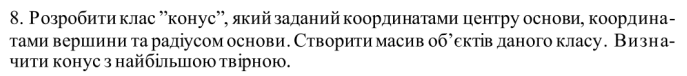 8. Розробити клас ”конус”, який заданий координатами центру основи, координа-
тами вершини та радіусом основи. Створити масив об’єктів даного класу. Визна-
чити конус з найбільшою твірною.